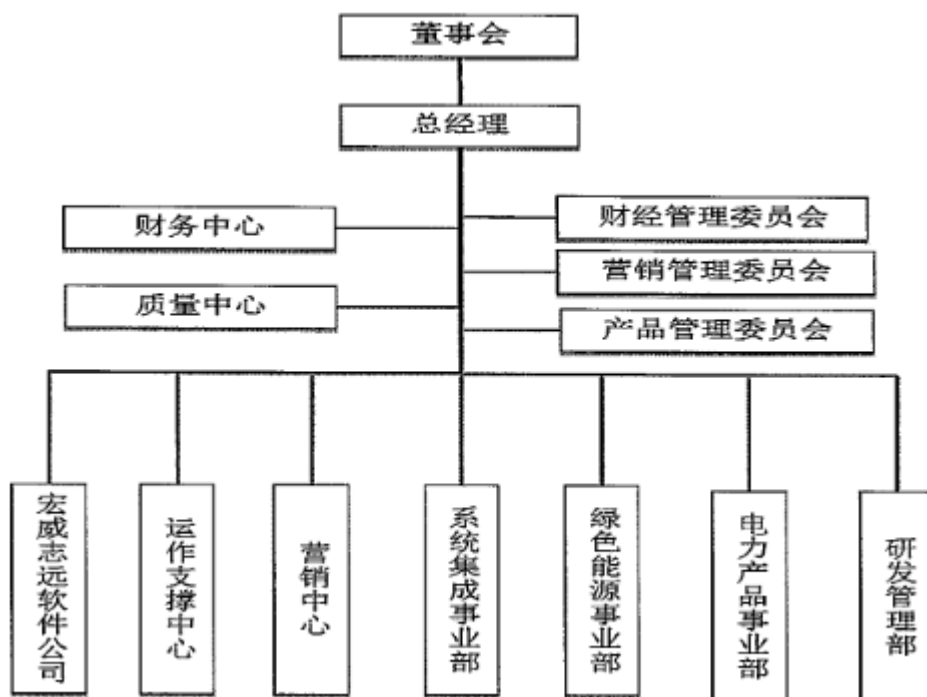 董事会
总经理
财务中心
财经管理委员会
营销管理委员会
质量中心
产品管理委员会
宏威志远软件公司
运作支撑中心
营销中心
系统集成事业部
绿色能源事业部
电力产品事业部
研发管理部